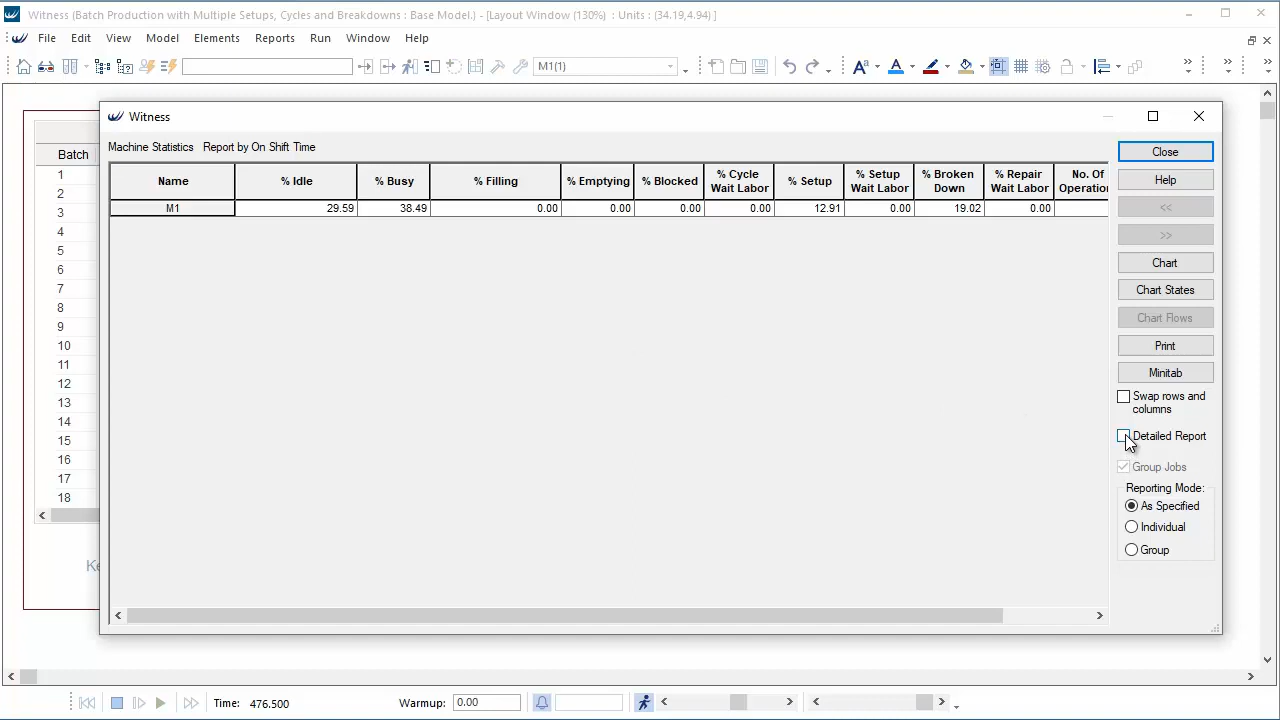 Witness (Batch Production with Multiple Setups, Cycles and Breakdowns : Base Model.) - [Layout Window (130%) : Units : (34.19,4.94) ]
File Edit View Model Elements Reports Run Window Help
M1(1)
Witness
Machine Statistics Report by On Shift Time
Name % Idle % Busy % Filling % Emptying % Blocked % Cycle Wait Labor % Setup % Setup Wait Labor % Broken Down % Repair Wait Labor No. Of
M1 29.59 38.49 0.00 0.00 0.00 0.00 12.91 0.00 19.02 0.00
Close
Help
<<
>>
Chart
Chart States
Chart Flows
Print
Minitab
Swap rows and
columns
Detailed Report
Group Jobs
Reporting Mode:
As Specified
Individual
Group
Batch
1
2
3
4
5
6
7
8
9
10
11
12
13
14
15
16
17
18
Time: 476.500 Warmup: 0.00